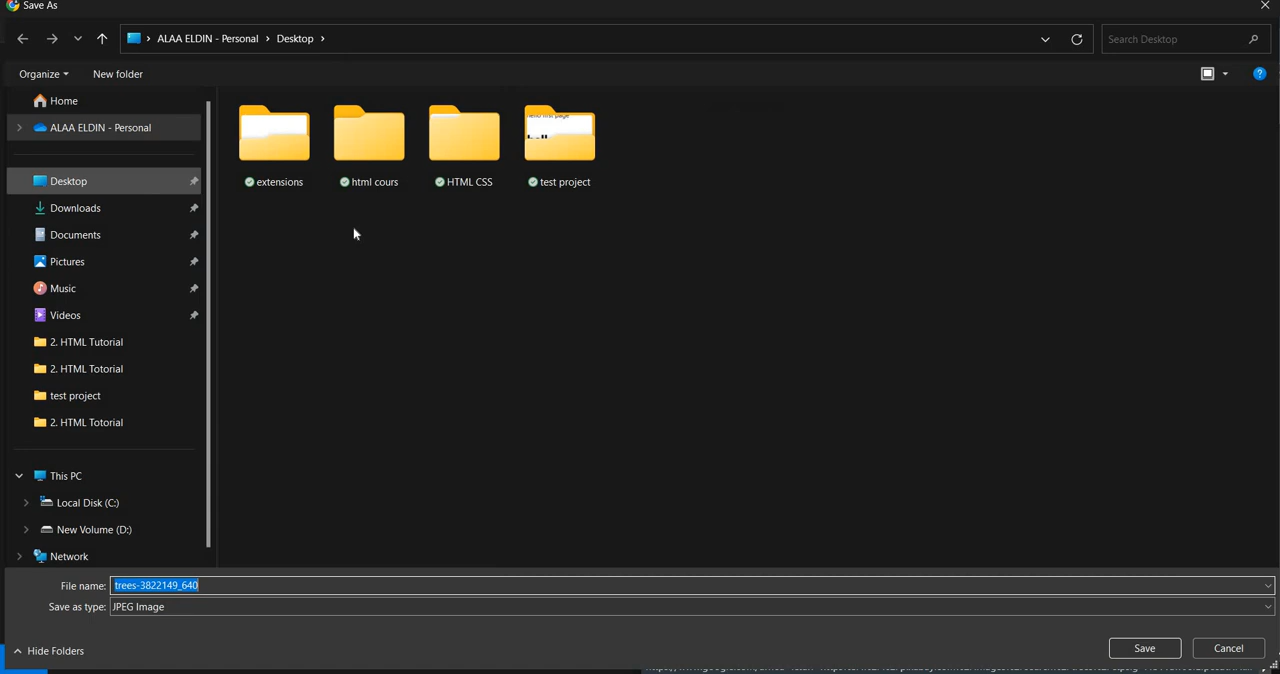 Save As
ALAA ELDIN - Personal > Desktop >
Search Desktop
Organize
New folder
Home
ALAA ELDIN - Personal
Desktop
Downloads
Documents
Pictures
Music
Videos
2. HTML Tutorial
2. HTML Totorial
test project
2. HTML Totorial
This PC
Local Disk (C:)
New Volume (D:)
Network
hello first page
extensions
html cours
HTML CSS
test project
File name: trees-3822149_640
Save as type: JPEG Image
Hide Folders
Save
Cancel